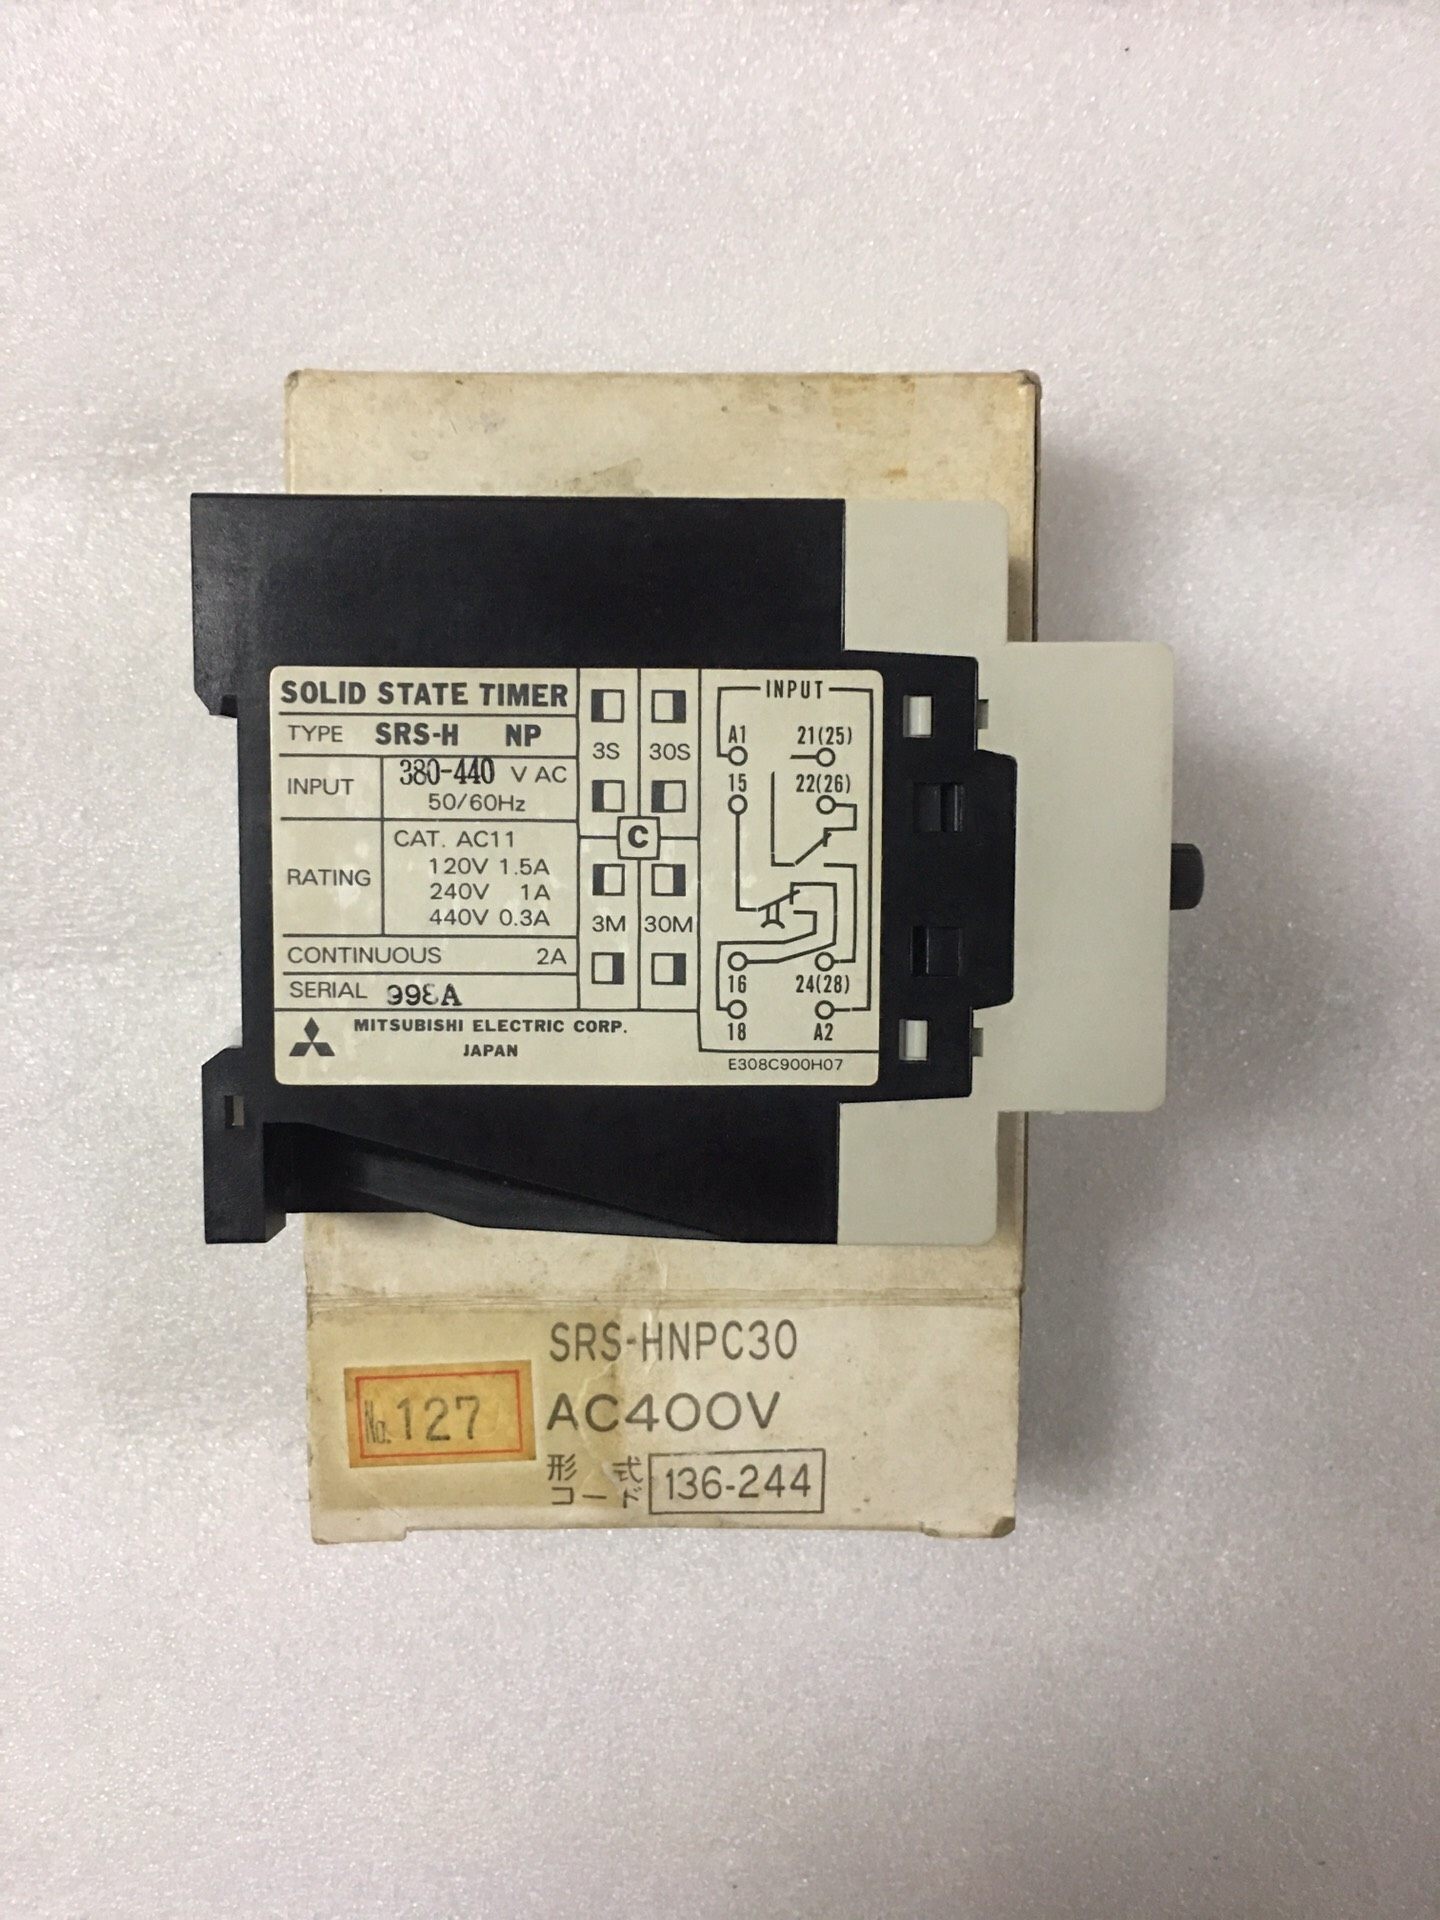 SOLID STATE TIMER
TYPE SRS-H NP
INPUT 380-440 V AC
50/60Hz
RATING
CAT. AC11
120V 1.5A
240V 1A
440V 0.3A
CONTINUOUS 2A
SERIAL 998A
MITSUBISHI ELECTRIC CORP.
JAPAN
3S 30S
C
3M 30M
INPUT
A1 21(25)
15 22(26)
16 24(28)
18 A2
E308C900H07
SRS-HNPC30
AC400V
No.127
形式
コード 136-244